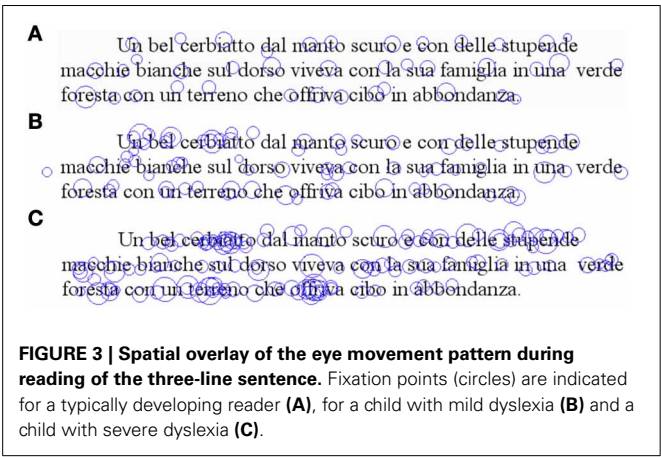 A
Un bel cerbiatto dal manto scuro e con delle stupende
macchie bianche sul dorso viveva con la sua famiglia in una verde
foresta con un terreno che offriva cibo in abbondanza.
B
Un bel cerbiatto dal manto scuro e con delle stupende
macchie bianche sul dorso viveva con la sua famiglia in una verde
foresta con un terreno che offriva cibo in abbondanza.
C
Un bel cerbiatto dal manto scuro e con delle stupende
macchie bianche sul dorso viveva con la sua famiglia in una verde
foresta con un terreno che offriva cibo in abbondanza.
FIGURE 3 | Spatial overlay of the eye movement pattern during
reading of the three-line sentence. Fixation points (circles) are indicated
for a typically developing reader (A), for a child with mild dyslexia (B) and a
child with severe dyslexia (C).